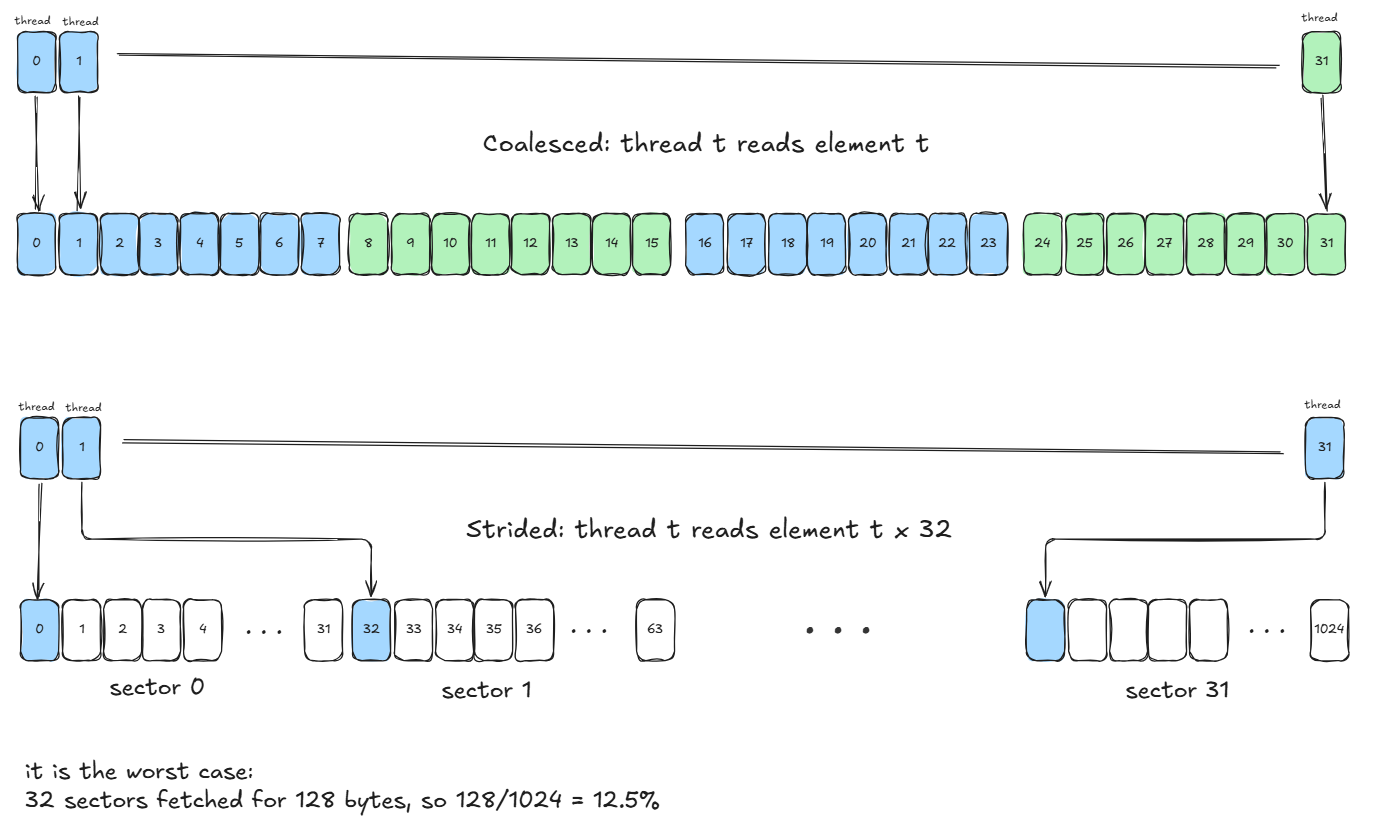 thread thread thread
0 1 31
Coalesced: thread t reads element t
0 1 2 3 4 5 6 7 8 9 10 11 12 13 14 15 16 17 18 19 20 21 22 23 24 25 26 27 28 29 30 31
thread thread thread
0 1 31
Strided: thread t reads element t x 32
0 1 2 3 4 ... 31 32 33 34 35 36 ... 63 ... ... 1024
sector 0 sector 1 sector 31
it is the worst case:
32 sectors fetched for 128 bytes, so 128/1024 = 12.5%